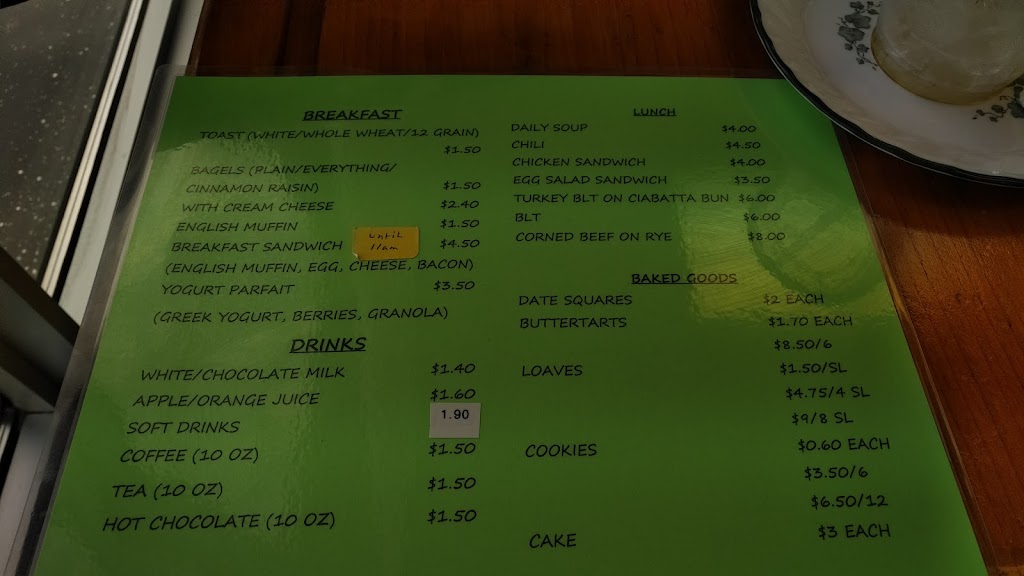 BREAKFAST
TOAST (WHITE/WHOLE WHEAT/12 GRAIN)
$1.50
BAGELS (PLAIN/EVERYTHING/
CINNAMON RAISIN) $1.50
WITH CREAM CHEESE $2.40
ENGLISH MUFFIN $1.50
BREAKFAST SANDWICH until 11am $4.50
(ENGLISH MUFFIN, EGG, CHEESE, BACON)
YOGURT PARFAIT $3.50
(GREEK YOGURT, BERRIES, GRANOLA)
DRINKS
WHITE/CHOCOLATE MILK $1.40
APPLE/ORANGE JUICE $1.60
SOFT DRINKS 1.90
COFFEE (10 OZ) $1.50
TEA (10 OZ) $1.50
HOT CHOCOLATE (10 OZ) $1.50
LUNCH
DAILY SOUP $4.00
CHILI $4.50
CHICKEN SANDWICH $4.00
EGG SALAD SANDWICH $3.50
TURKEY BLT ON CIABATTA BUN $6.00
BLT $6.00
CORNED BEEF ON RYE $8.00
BAKED GOODS
DATE SQUARES $2 EACH
BUTTERTARTS $1.70 EACH
$8.50/6
LOAVES $1.50/SL
$4.75/4 SL
$9/8 SL
COOKIES $0.60 EACH
$3.50/6
$6.50/12
CAKE $3 EACH